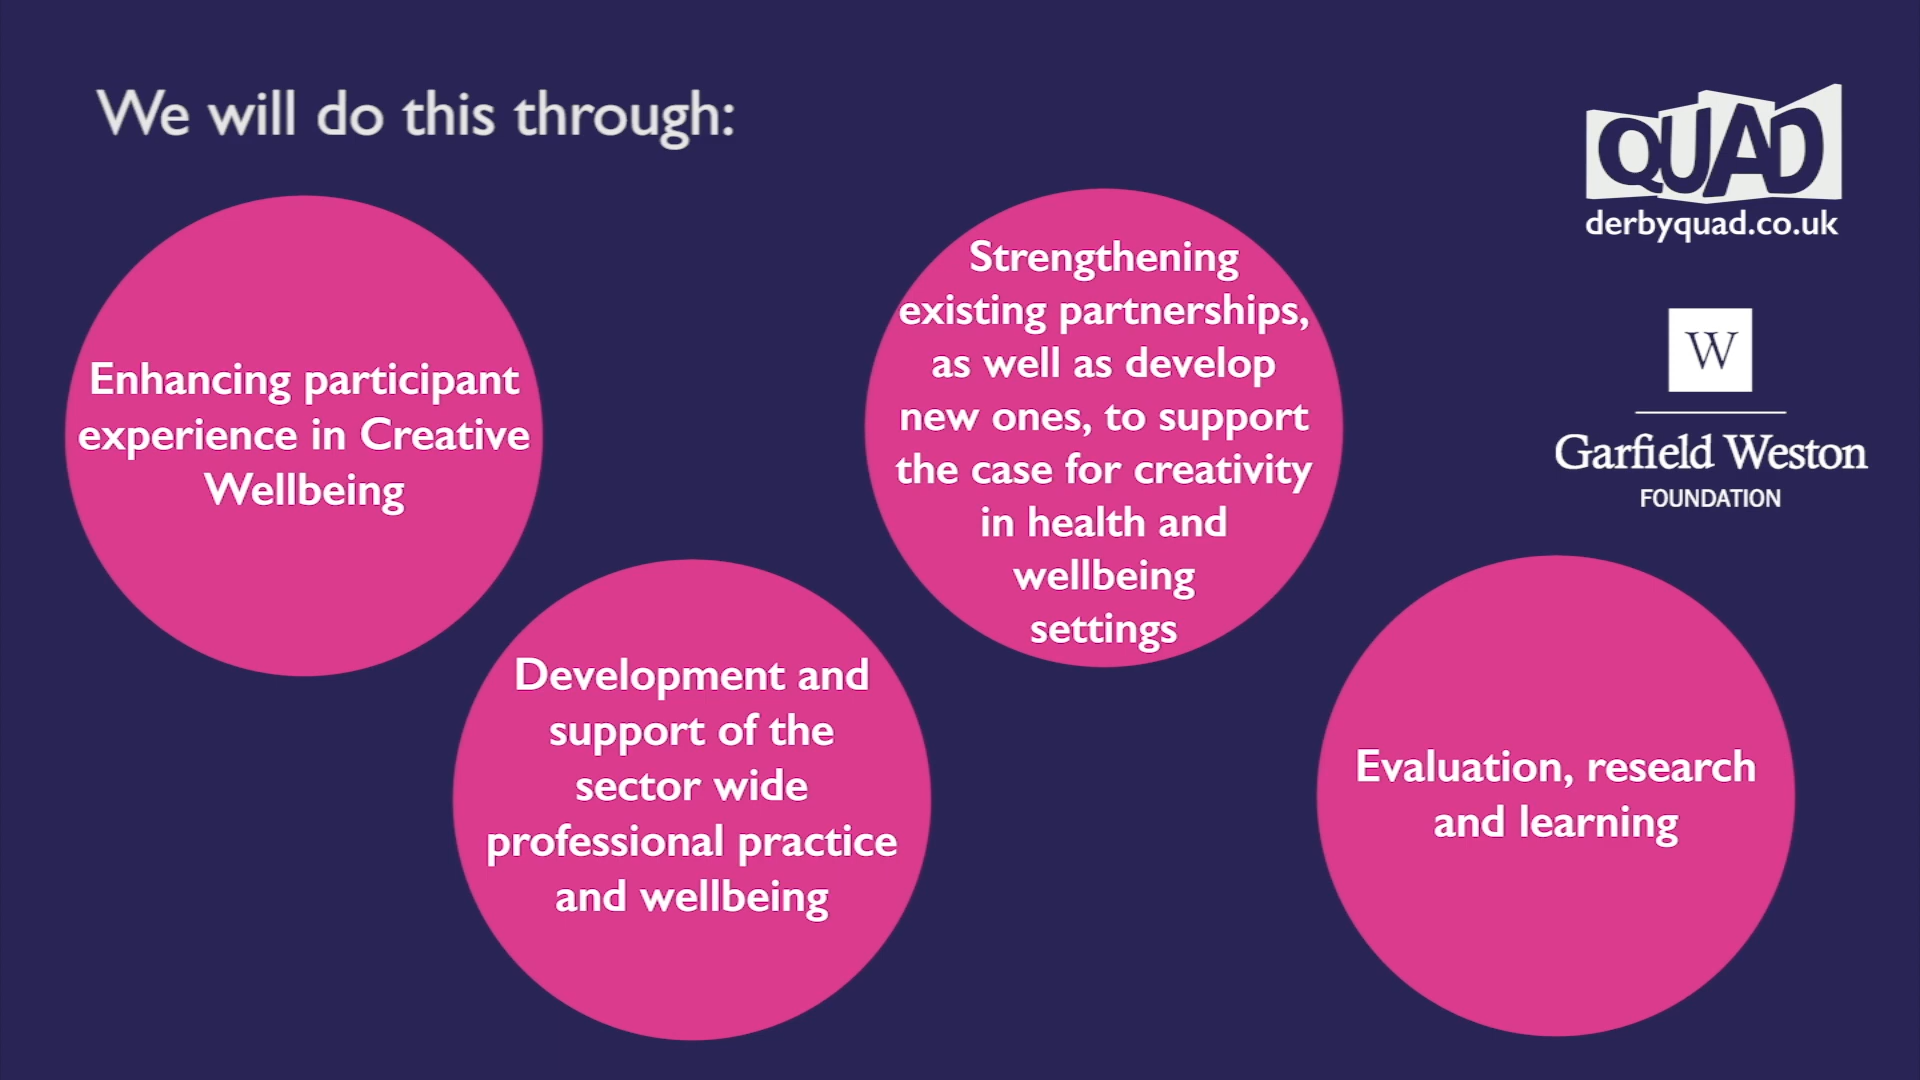 We will do this through:
Enhancing participant
experience in Creative
Wellbeing
Development and
support of the
sector wide
professional practice
and wellbeing
Strengthening
existing partnerships,
as well as develop
new ones, to support
the case for creativity
in health and
wellbeing
settings
Evaluation, research
and learning
QUAD
derbyquad.co.uk
W
Garfield Weston
FOUNDATION